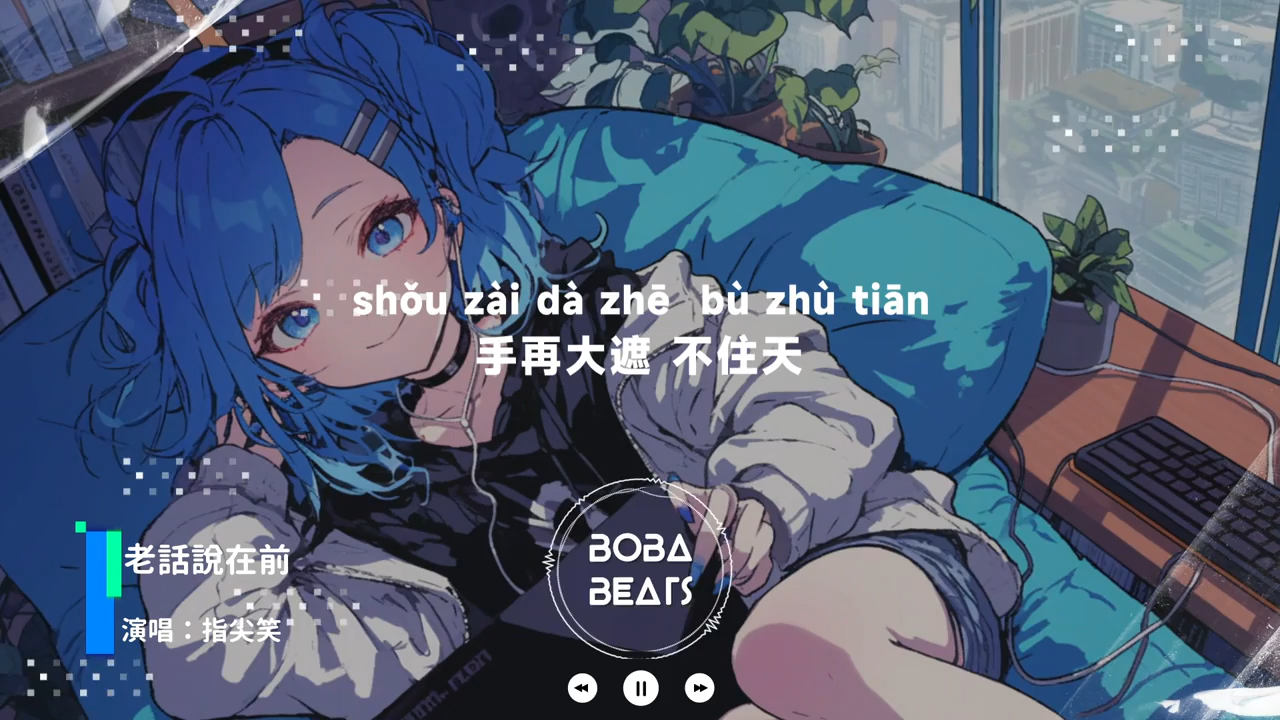 shǒu zài dà zhē bù zhù tiān
手再大遮 不住天
BOBA
BEATS
老話說在前
演唱：指尖笑